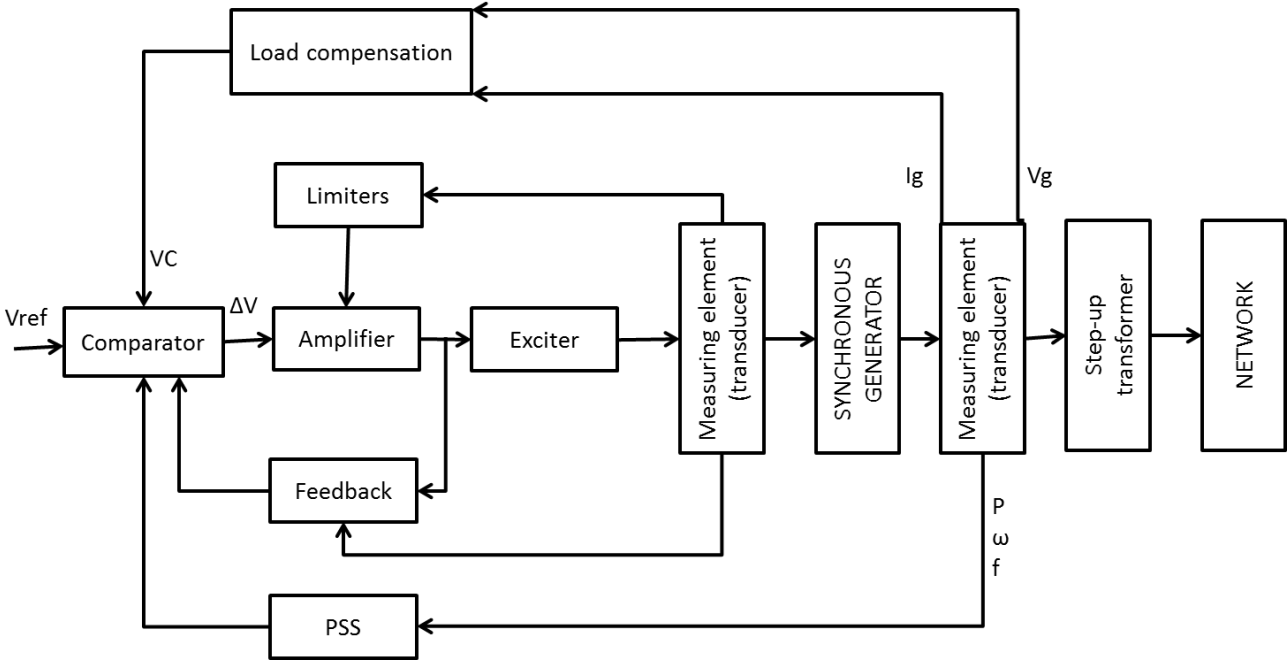 Load compensation
Ig
Vg
Limiters
VC
Vref
ΔV
Comparator
Amplifier
Exciter
Measuring element
(transducer)
SYNCHRONOUS
GENERATOR
Measuring element
(transducer)
Step-up
transformer
NETWORK
Feedback
P
ω
f
PSS